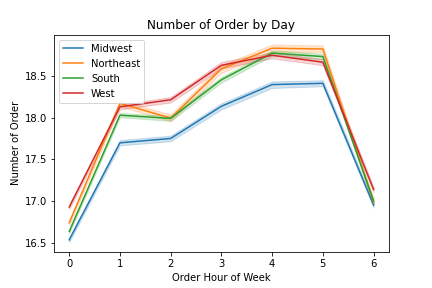 Number of Order by Day
Midwest
Northeast
South
West
18.5
18.0
17.5
17.0
16.5
Number of Order
0 1 2 3 4 5 6
Order Hour of Week